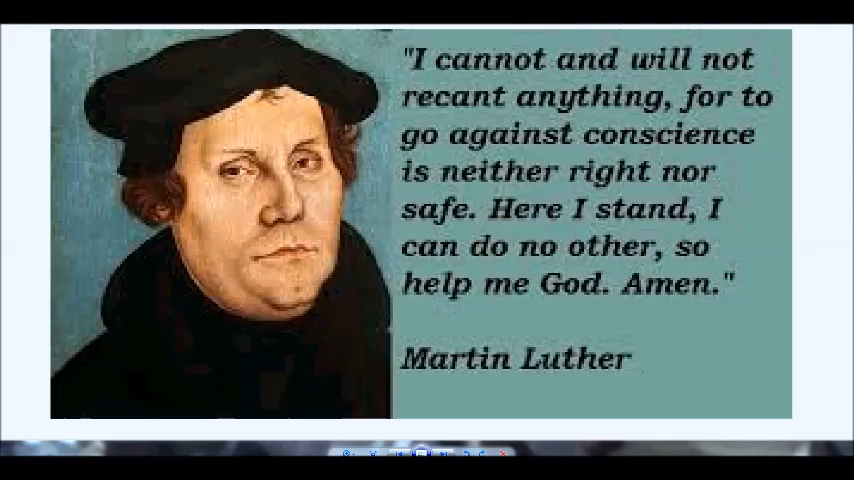 "I cannot and will not
recant anything, for to
go against conscience
is neither right nor
safe. Here I stand, I
can do no other, so
help me God. Amen."
Martin Luther